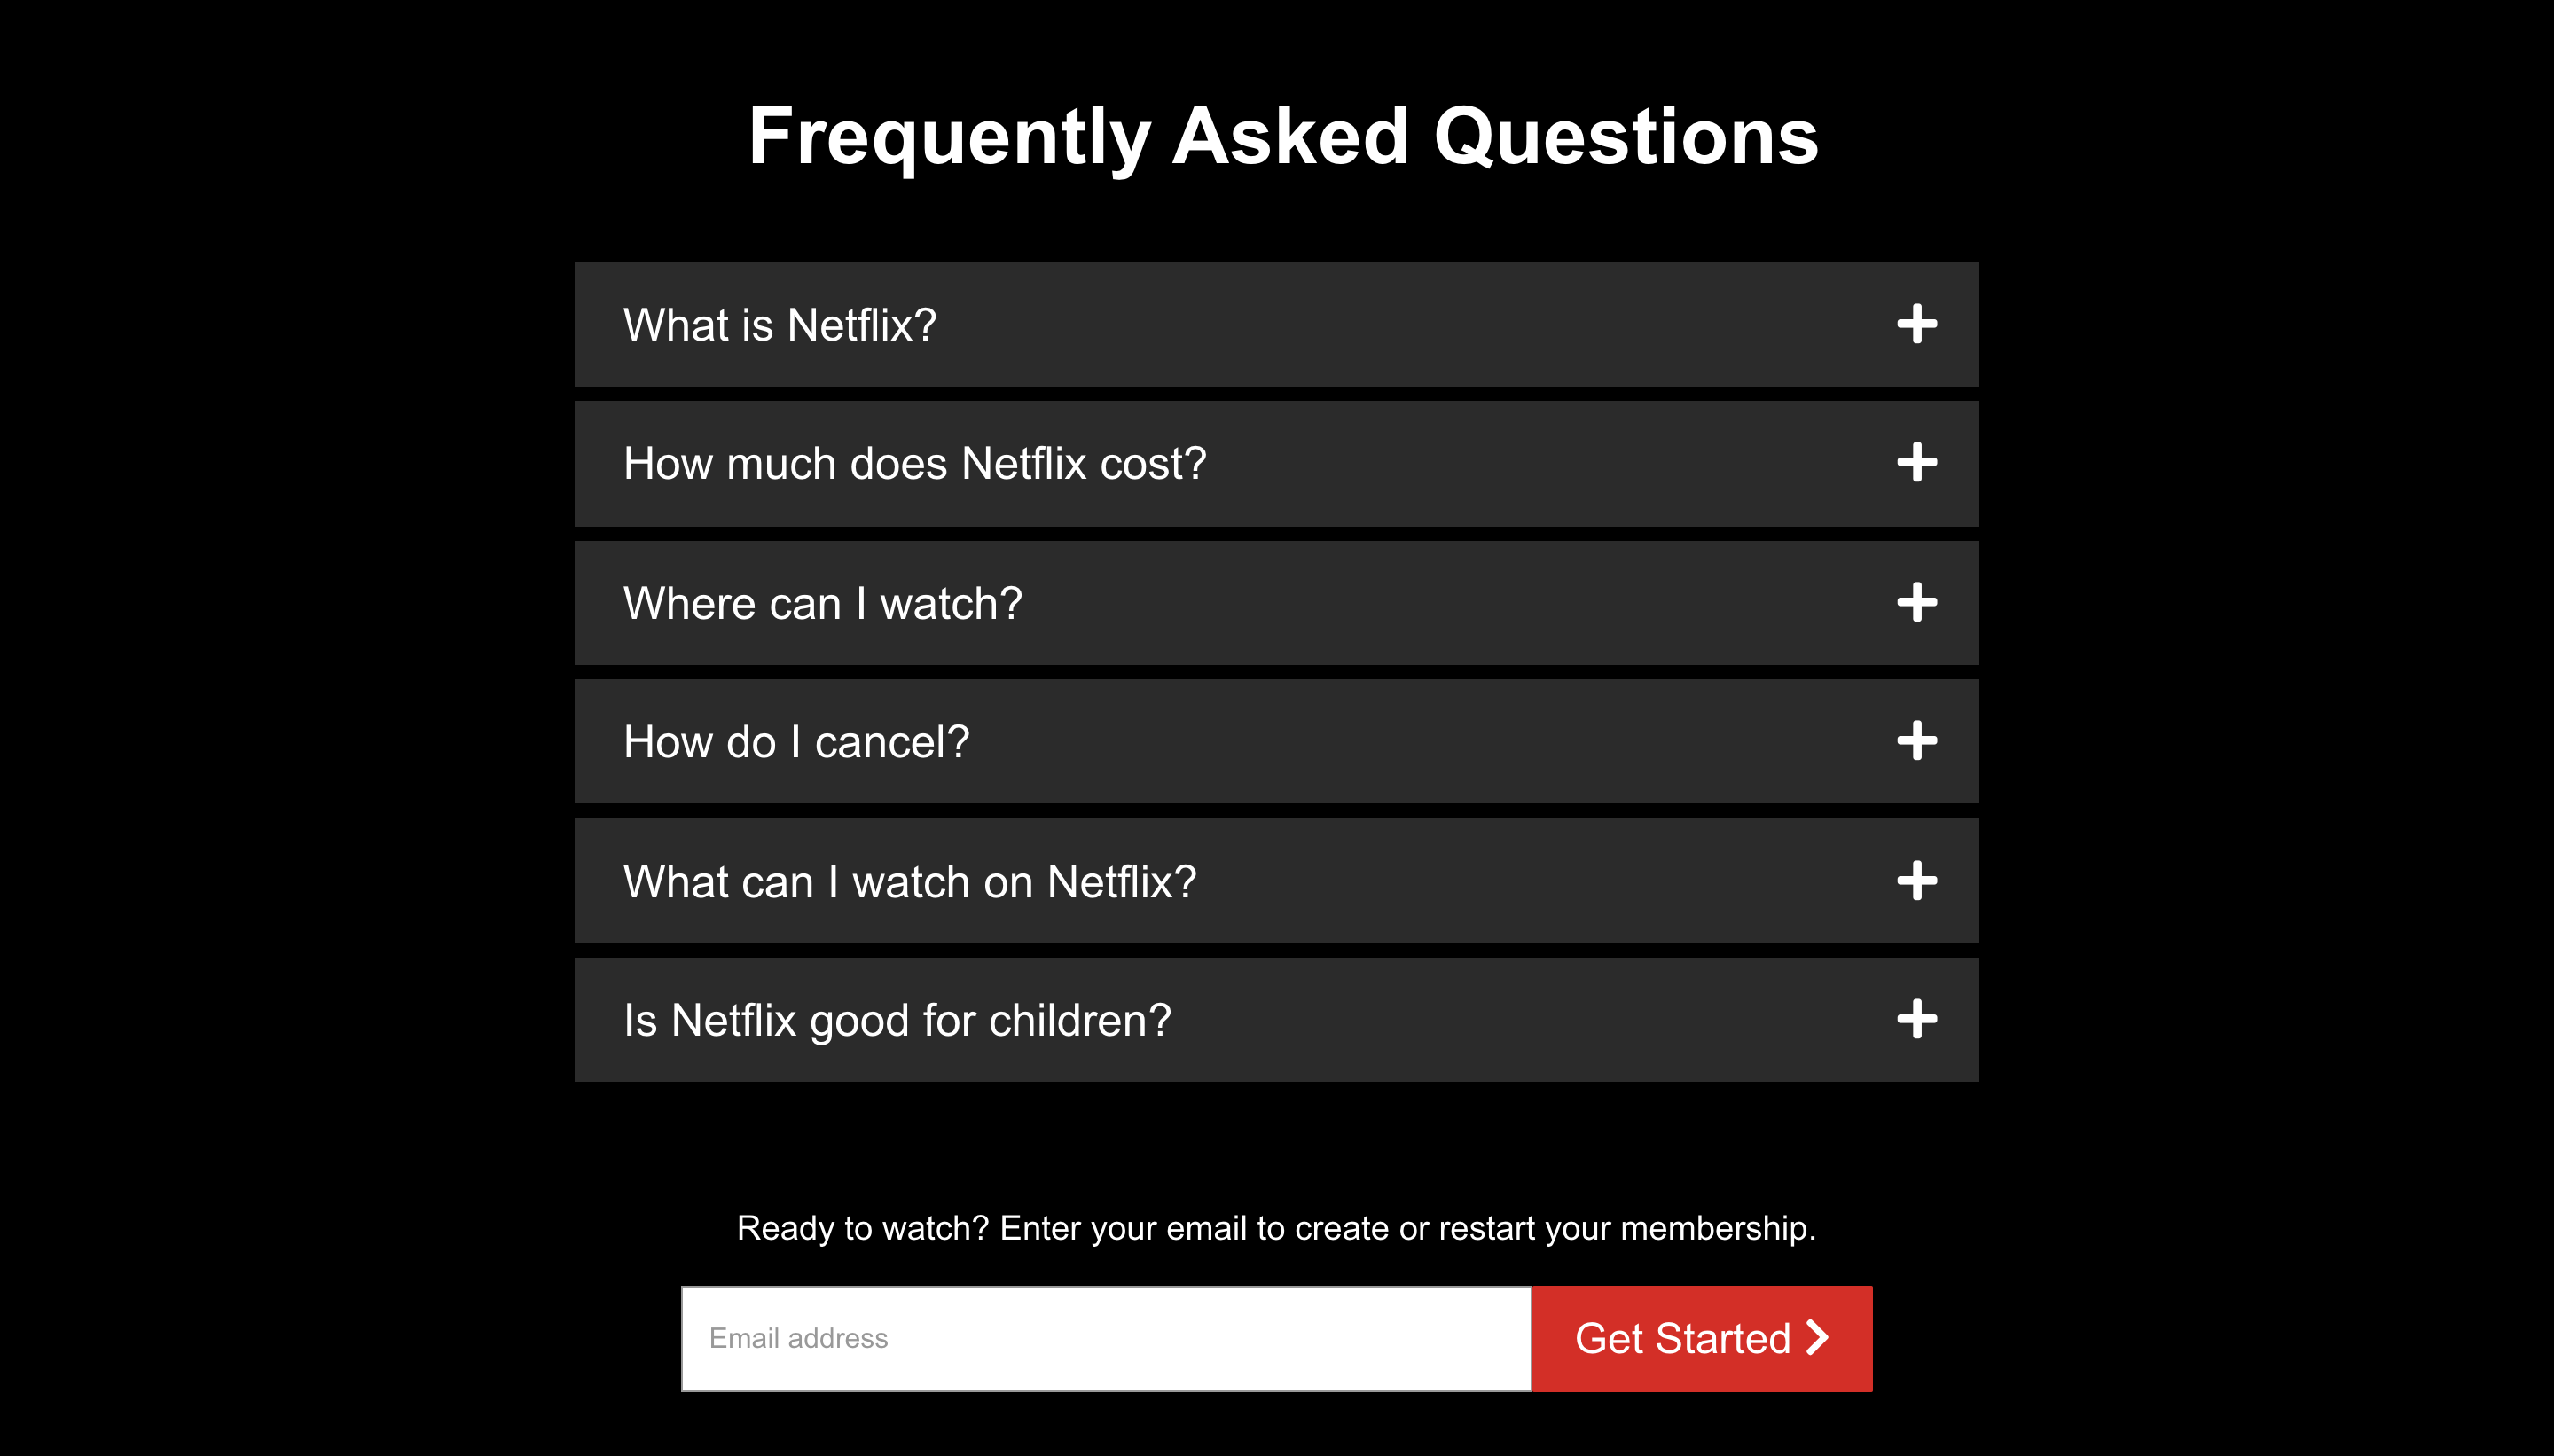 Frequently Asked Questions
What is Netflix?
How much does Netflix cost?
Where can I watch?
How do I cancel?
What can I watch on Netflix?
Is Netflix good for children?
Ready to watch? Enter your email to create or restart your membership.
Email address
Get Started